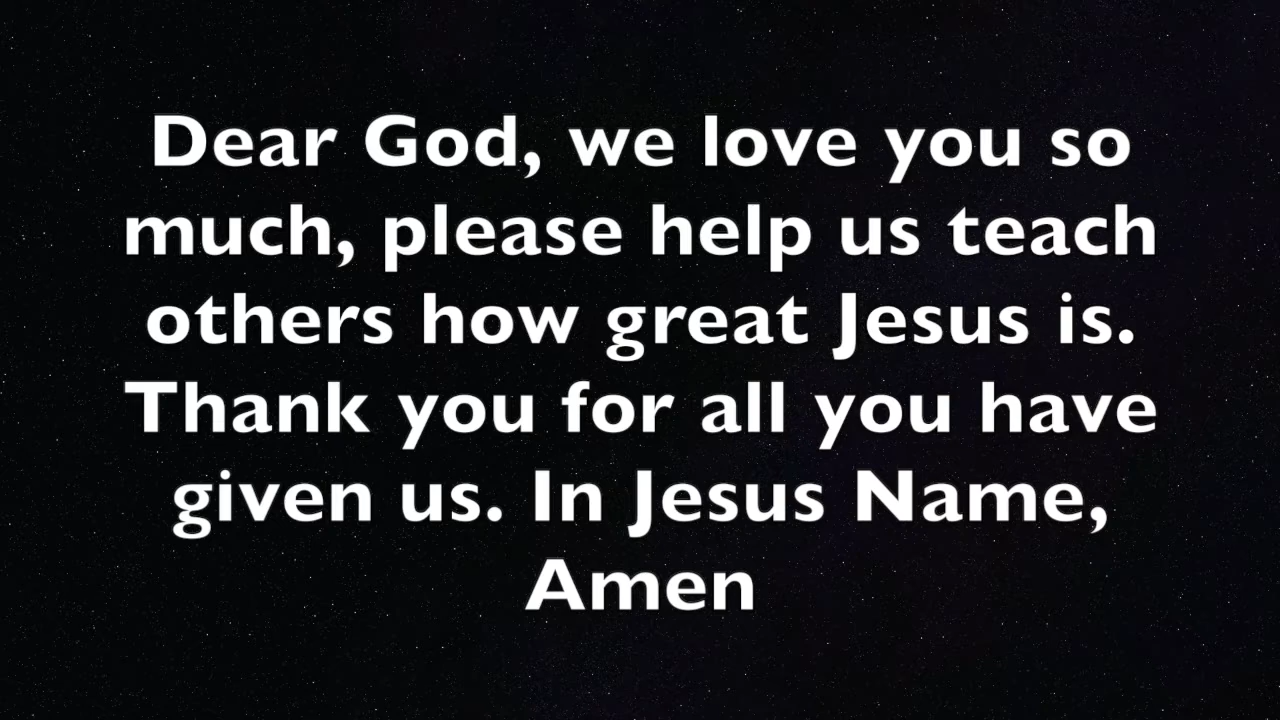 Dear God, we love you so
much, please help us teach
others how great Jesus is.
Thank you for all you have
given us. In Jesus Name,
Amen